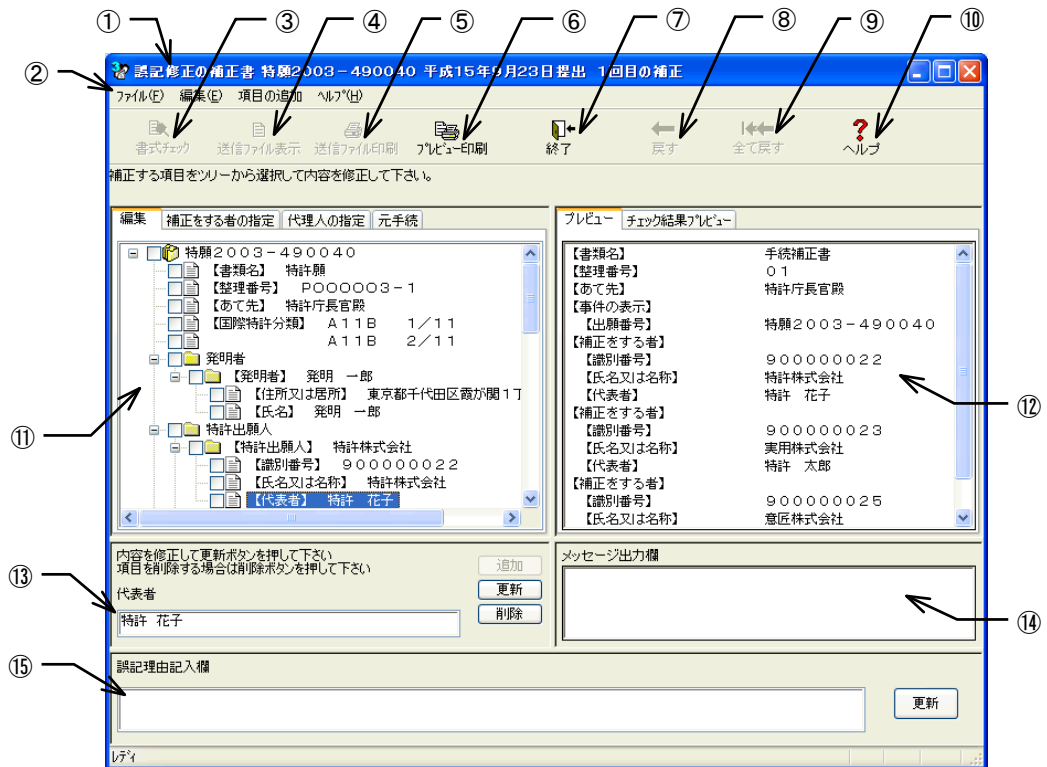 ① ③ ④ ⑤ ⑥ ⑦ ⑧ ⑨ ⑩
②
誤記修正の補正書 特願2003-490040 平成15年9月23日提出 1回目の補正
ファイル(F) 編集(E) 項目の追加 ヘルプ(H)
書式チェック 送信ファイル表示 送信ファイル印刷 プレビュー印刷 終了 戻す 全て戻す ヘルプ
補正する項目をツリーから選択して内容を修正して下さい。
編集 補正をする者の指定 代理人の指定 元手続
特願2003-490040
【書類名】 特許願
【整理番号】 P000003-1
【あて先】 特許庁長官殿
【国際特許分類】 A11B 1/11
A11B 2/11
発明者
【発明者】 発明 一郎
【住所又は居所】 東京都千代田区霞が関1丁
【氏名】 発明 一郎
特許出願人
【特許出願人】 特許株式会社
【識別番号】 900000022
【氏名又は名称】 特許株式会社
【代表者】 特許 花子
⑪
プレビュー チェック結果プレビュー
【書類名】 手続補正書
【整理番号】 01
【あて先】 特許庁長官殿
【事件の表示】
【出願番号】 特願2003-490040
【補正をする者】
【識別番号】 900000022
【氏名又は名称】 特許株式会社
【代表者】 特許 花子
【補正をする者】
【識別番号】 900000023
【氏名又は名称】 実用株式会社
【代表者】 特許 太郎
【補正をする者】
【識別番号】 900000025
【氏名又は名称】 意匠株式会社
⑫
内容を修正して更新ボタンを押して下さい
項目を削除する場合は削除ボタンを押して下さい
代表者
特許 花子
追加
更新
削除
⑬
メッセージ出力欄
⑭
誤記理由記入欄
更新
⑮
レディ